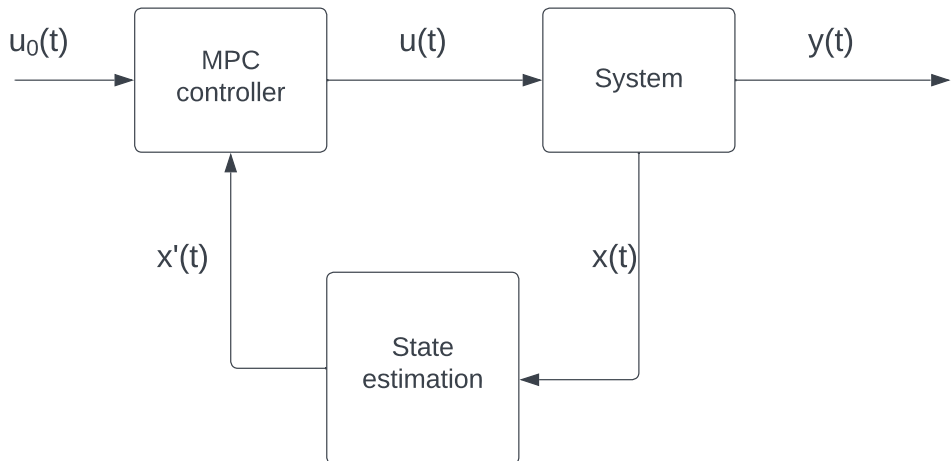 u₀(t)
MPC
controller
u(t)
System
y(t)
x'(t)
x(t)
State
estimation